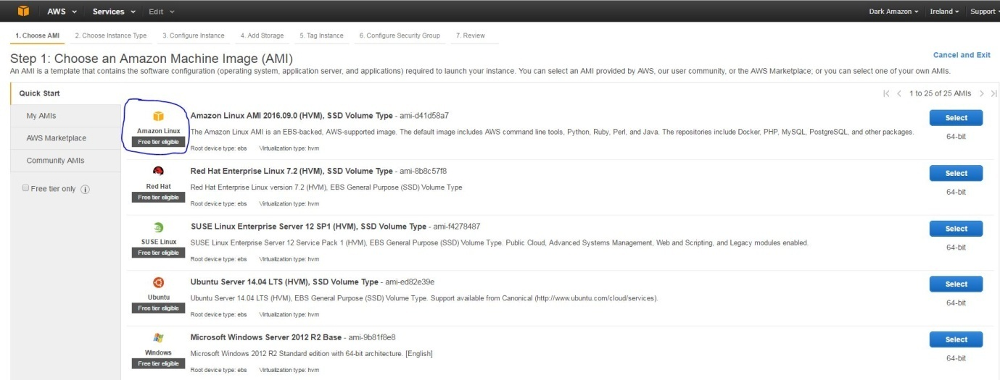 AWS Services Edit Dark Amazon Ireland Support
1. Choose AMI 2. Choose Instance Type 3. Configure Instance 4. Add Storage 5. Tag Instance 6. Configure Security Group 7. Review
Step 1: Choose an Amazon Machine Image (AMI)
Cancel and Exit
An AMI is a template that contains the software configuration (operating system, application server, and applications) required to launch your instance. You can select an AMI provided by AWS, our user community, or the AWS Marketplace; or you can select one of your own AMIs.
Quick Start
My AMIs
AWS Marketplace
Community AMIs
Free tier only
1 to 25 of 25 AMIs
Amazon Linux
Free tier eligible
Amazon Linux AMI 2016.09.0 (HVM), SSD Volume Type - ami-d41d58a7
The Amazon Linux AMI is an EBS-backed, AWS-supported image. The default image includes AWS command line tools, Python, Ruby, Perl, and Java. The repositories include Docker, PHP, MySQL, PostgreSQL, and other packages.
Root device type: ebs Virtualization type: hvm
Select
64-bit
Red Hat
Free tier eligible
Red Hat Enterprise Linux 7.2 (HVM), SSD Volume Type - ami-8b8c57f8
Red Hat Enterprise Linux version 7.2 (HVM), EBS General Purpose (SSD) Volume Type
Root device type: ebs Virtualization type: hvm
Select
64-bit
SUSE Linux
Free tier eligible
SUSE Linux Enterprise Server 12 SP1 (HVM), SSD Volume Type - ami-f4278487
SUSE Linux Enterprise Server 12 Service Pack 1 (HVM), EBS General Purpose (SSD) Volume Type. Public Cloud, Advanced Systems Management, Web and Scripting, and Legacy modules enabled.
Root device type: ebs Virtualization type: hvm
Select
64-bit
Ubuntu
Free tier eligible
Ubuntu Server 14.04 LTS (HVM), SSD Volume Type - ami-ed82e39e
Ubuntu Server 14.04 LTS (HVM), EBS General Purpose (SSD) Volume Type. Support available from Canonical (http://www.ubuntu.com/cloud/services).
Root device type: ebs Virtualization type: hvm
Select
64-bit
Windows
Free tier eligible
Microsoft Windows Server 2012 R2 Base - ami-9b81f8e8
Microsoft Windows 2012 R2 Standard edition with 64-bit architecture. [English]
Root device type: ebs Virtualization type: hvm
Select
64-bit